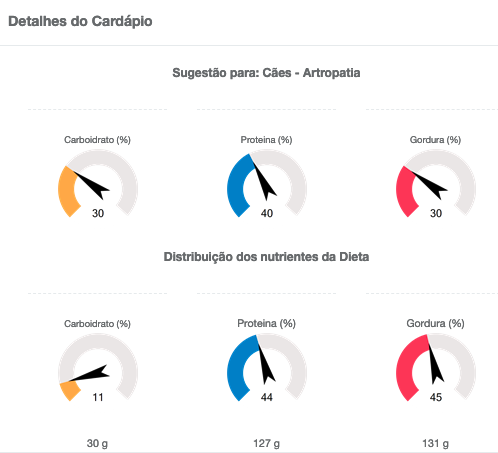 Detalhes do Cardápio
Sugestão para: Cães - Artropatia
Carboidrato (%) Proteina (%) Gordura (%)
30 40 30
Distribuição dos nutrientes da Dieta
Carboidrato (%) Proteina (%) Gordura (%)
11 44 45
30 g 127 g 131 g